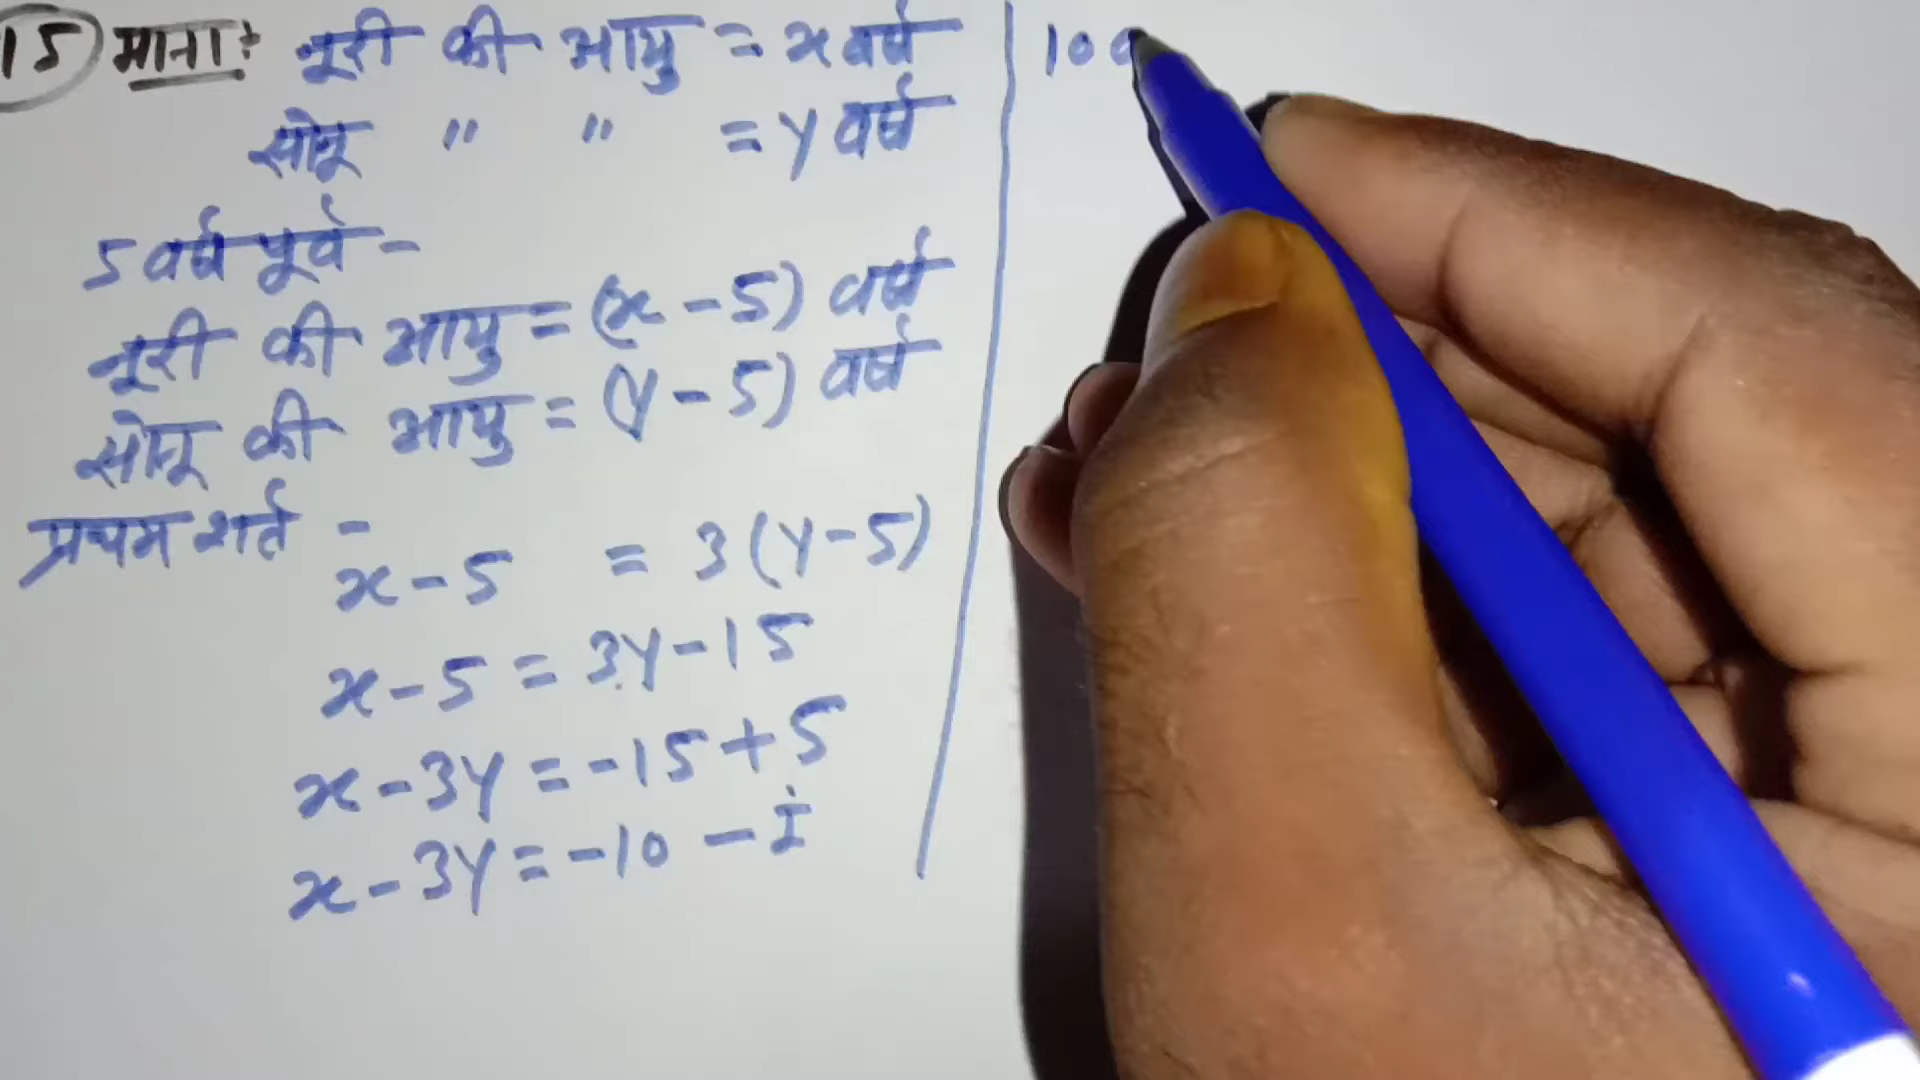 15 माना: नूरी की आयु = x वर्ष
सोनू " " = y वर्ष
5 वर्ष पूर्व -
नूरी की आयु = (x - 5) वर्ष
सोनू की आयु = (y - 5) वर्ष
प्रथम शर्त -
x - 5 = 3(y - 5)
x - 5 = 3y - 15
x - 3y = -15 + 5
x - 3y = -10 - I
10